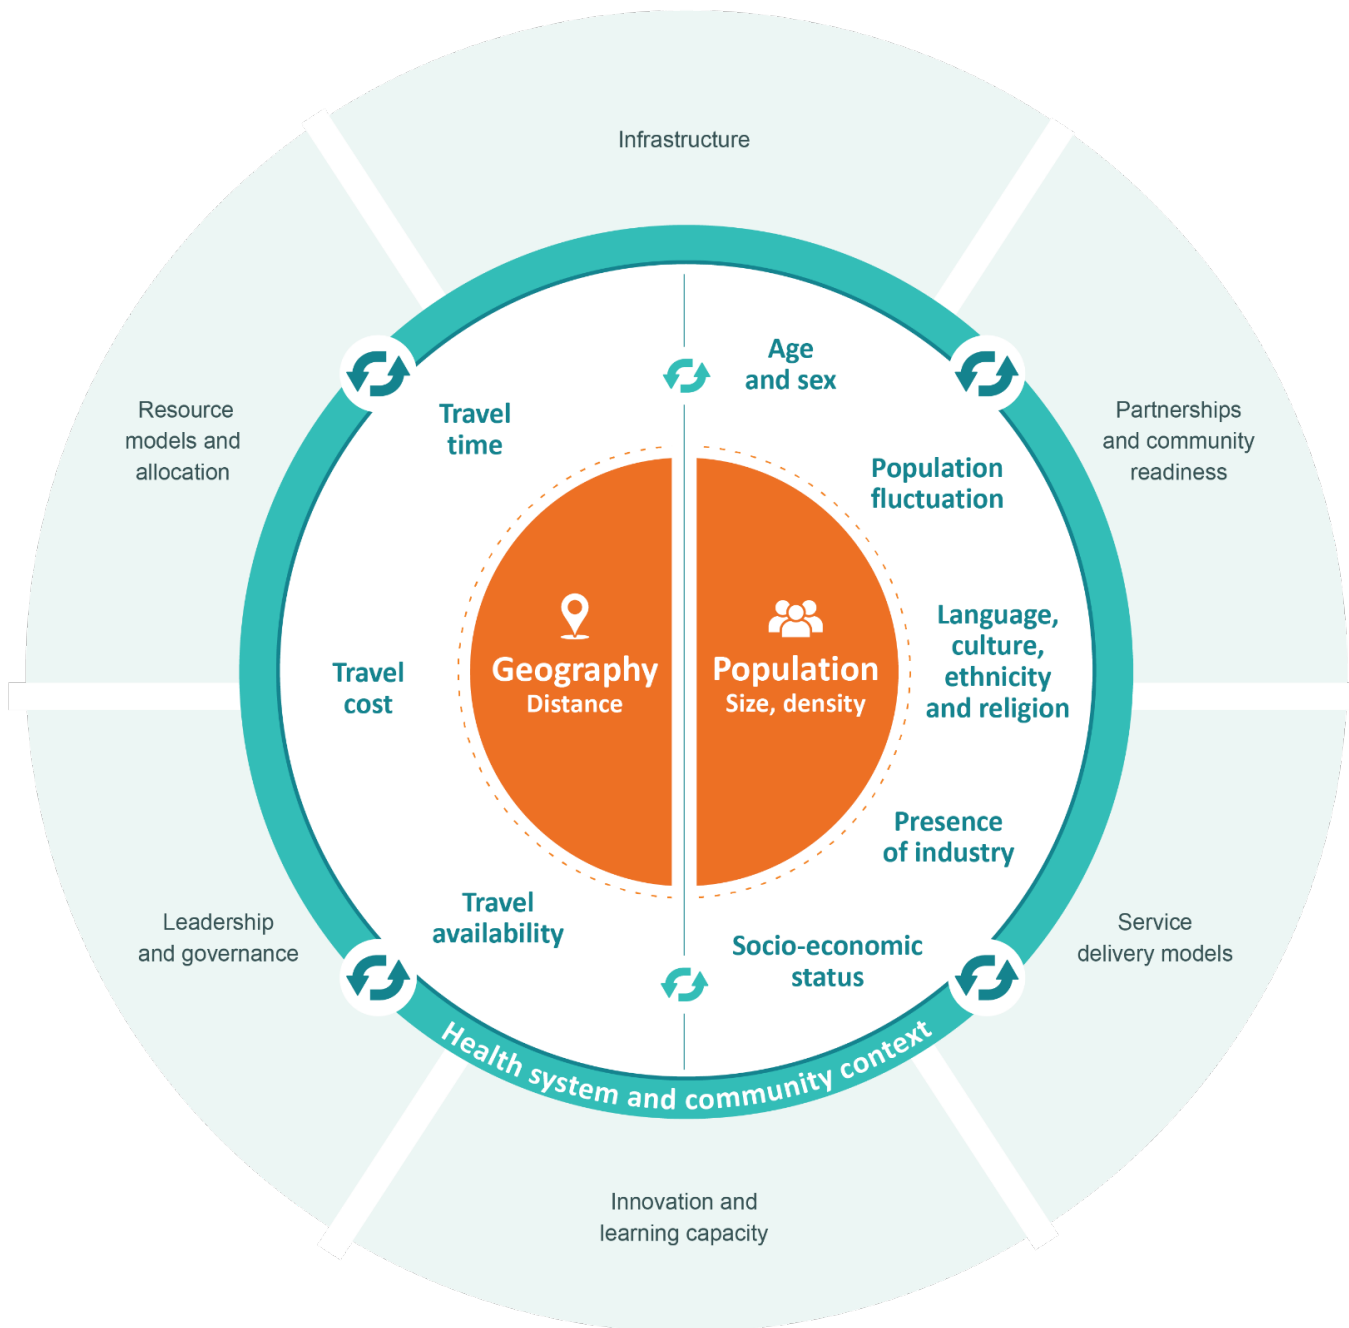 Infrastructure
Resource
models and
allocation
Partnerships
and community
readiness
Leadership
and governance
Service
delivery models
Innovation and
learning capacity
Health system and community context
Travel
time
Travel
cost
Travel
availability
Geography
Distance
Population
Size, density
Age
and sex
Population
fluctuation
Language,
culture,
ethnicity
and religion
Presence
of industry
Socio-economic
status